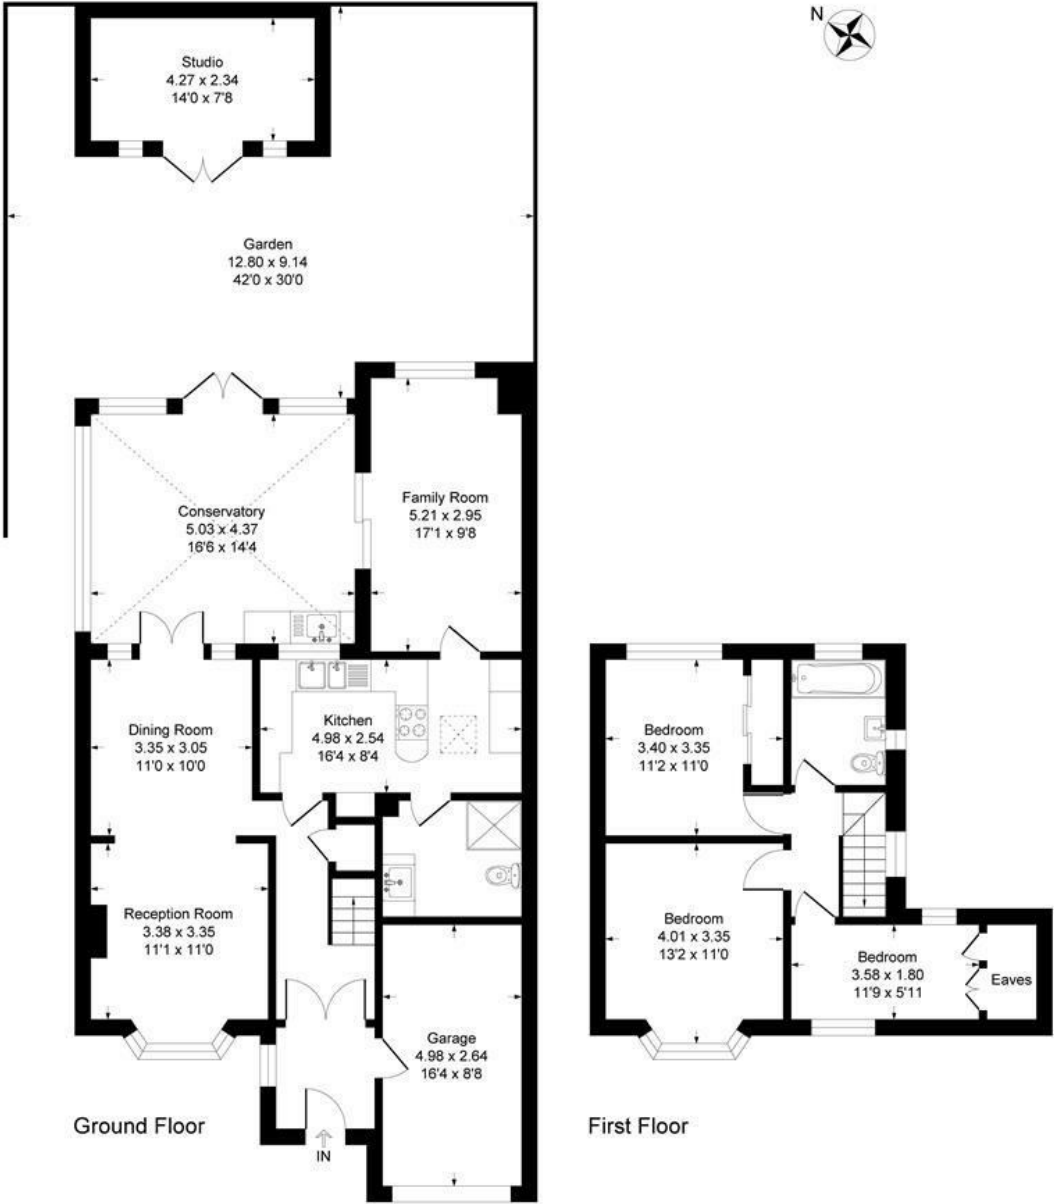 N
Studio
4.27 x 2.34
14'0 x 7'8
Garden
12.80 x 9.14
42'0 x 30'0
Conservatory
5.03 x 4.37
16'6 x 14'4
Family Room
5.21 x 2.95
17'1 x 9'8
Dining Room
3.35 x 3.05
11'0 x 10'0
Kitchen
4.98 x 2.54
16'4 x 8'4
Reception Room
3.38 x 3.35
11'1 x 11'0
Garage
4.98 x 2.64
16'4 x 8'8
IN
Ground Floor
Bedroom
3.40 x 3.35
11'2 x 11'0
Bedroom
4.01 x 3.35
13'2 x 11'0
Bedroom
3.58 x 1.80
11'9 x 5'11
Eaves
First Floor